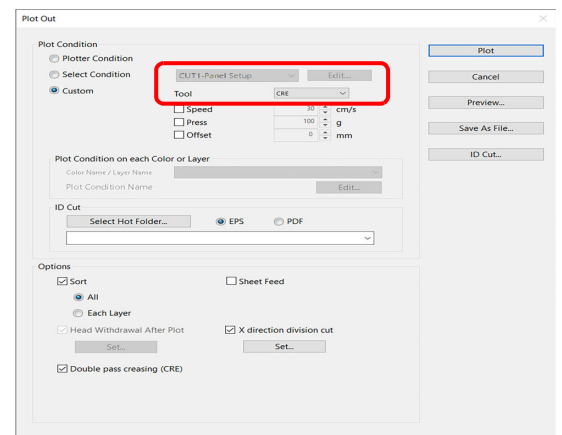 Plot Out
Plot Condition
Plotter Condition
Select Condition
CUT1-Panel Setup
Edit...
Custom
Tool
CRE
Speed
30
cm/s
Press
100
g
Offset
0
mm
Plot Condition on each Color or Layer
Color Name / Layer Name
Plot Condition Name
Edit...
ID Cut
Select Hot Folder...
EPS
PDF
Options
Sort
Sheet Feed
All
Each Layer
Head Withdrawal After Plot
X direction division cut
Set...
Set...
Double pass creasing (CRE)
Plot
Cancel
Preview...
Save As File...
ID Cut...